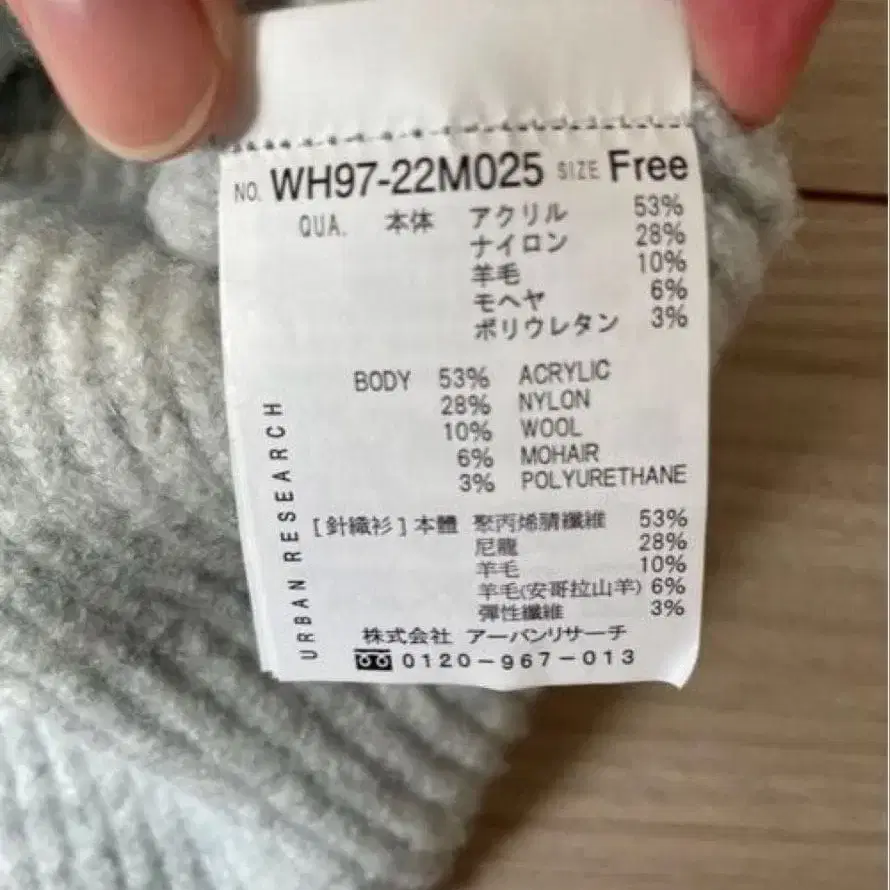 NO. WH97-22M025 SIZE Free
QUA. 本体 アクリル 53%
ナイロン 28%
羊毛 10%
モヘヤ 6%
ポリウレタン 3%
BODY 53% ACRYLIC
28% NYLON
10% WOOL
6% MOHAIR
3% POLYURETHANE
[針織衫]本體 聚丙烯腈纖維 53%
尼龍 28%
羊毛 10%
羊毛(安哥拉山羊) 6%
彈性纖維 3%
株式会社 アーバンリサーチ
0120-967-013
URBAN RESEARCH